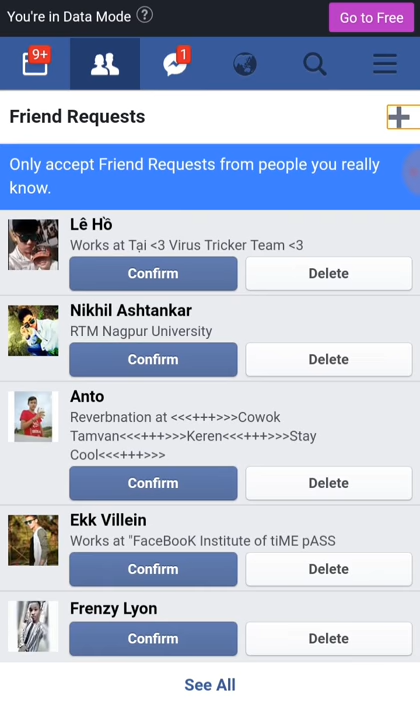 You're in Data Mode ?
Go to Free
9+
1
Friend Requests
Only accept Friend Requests from people you really
know.
Lê Hồ
Works at Tại <3 Virus Tricker Team <3
Confirm
Delete
Nikhil Ashtankar
RTM Nagpur University
Confirm
Delete
Anto
Reverbnation at <<<+++>>>Cowok
Tamvan<<<+++>>>Keren<<<+++>>>Stay
Cool<<<+++>>>
Confirm
Delete
Ekk Villein
Works at "FaceBooK Institute of tiME pASS
Confirm
Delete
Frenzy Lyon
Confirm
Delete
See All